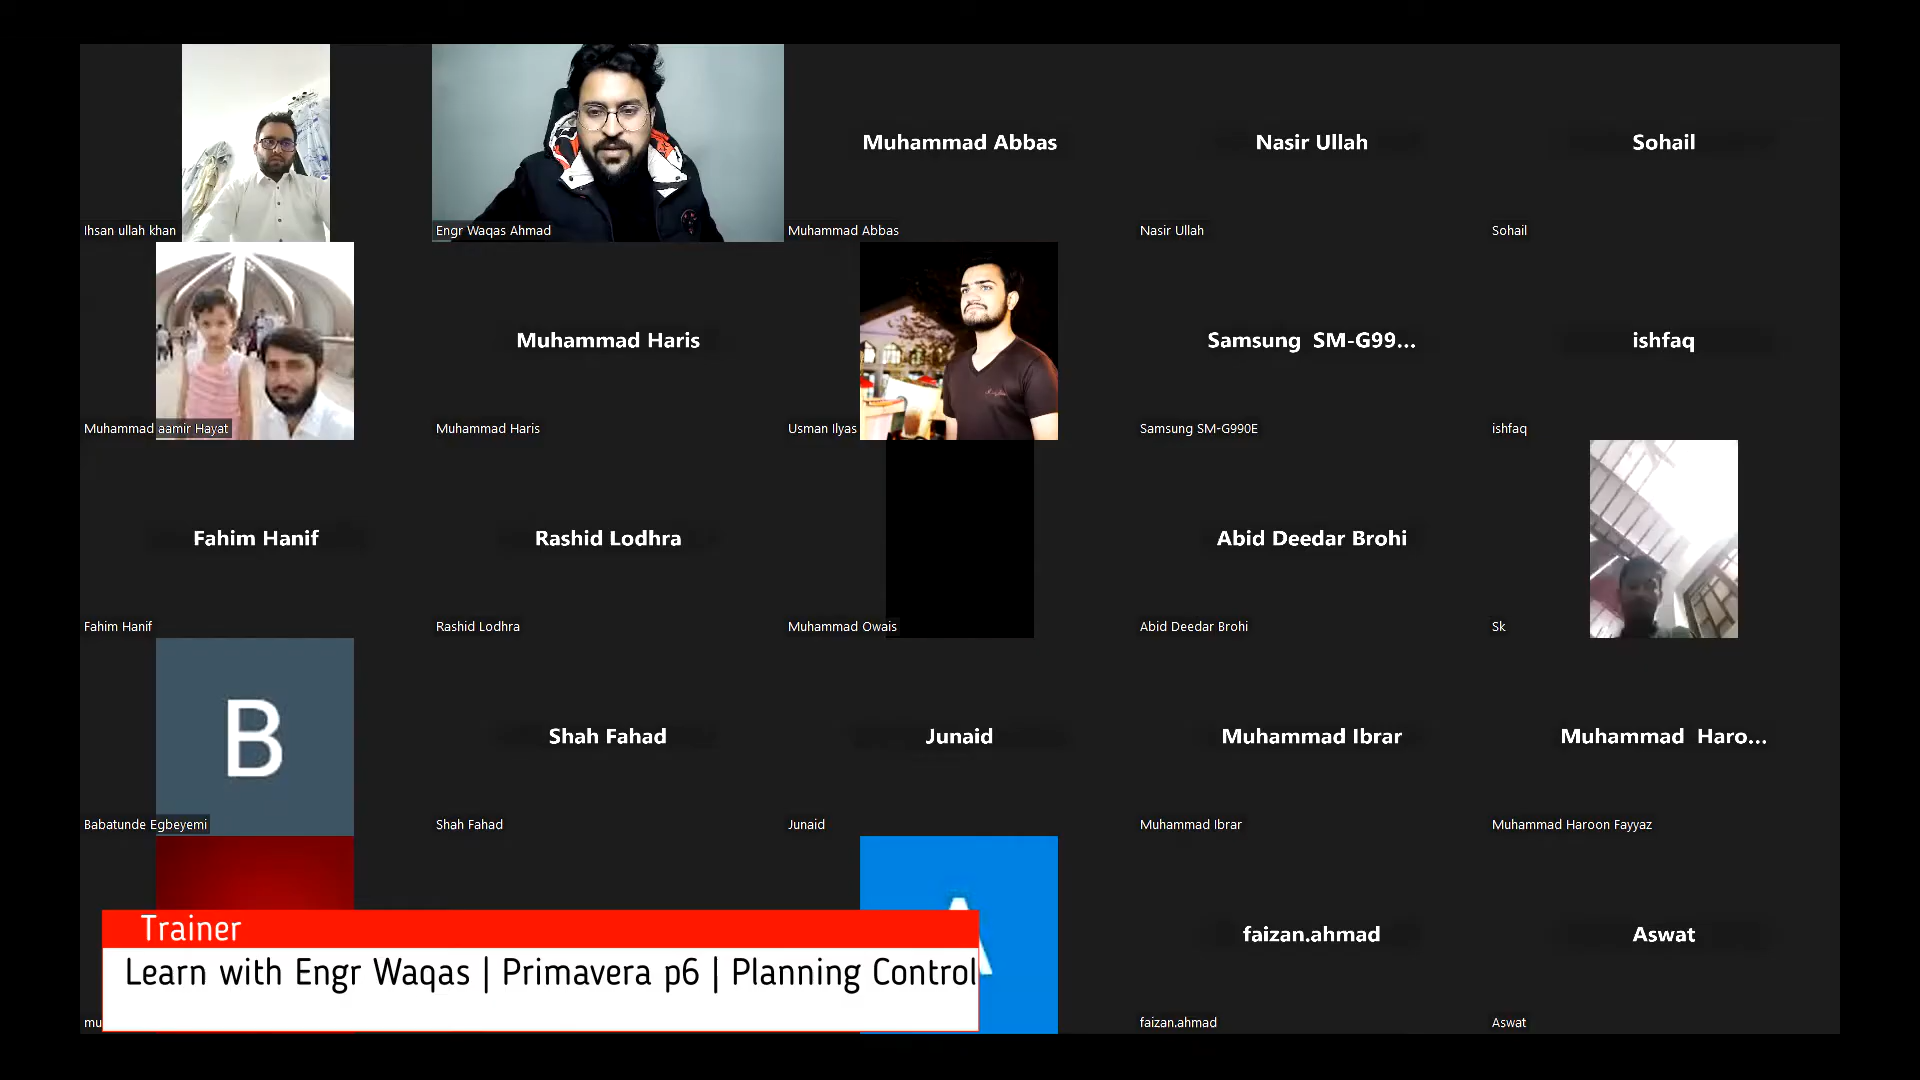 Muhammad Abbas
Nasir Ullah
Sohail
Ihsan ullah khan
Engr Waqas Ahmad
Muhammad Abbas
Nasir Ullah
Sohail
Muhammad Haris
Samsung SM-G99...
ishfaq
Muhammad aamir Hayat
Muhammad Haris
Usman Ilyas
Samsung SM-G990E
ishfaq
Fahim Hanif
Rashid Lodhra
Abid Deedar Brohi
Fahim Hanif
Rashid Lodhra
Muhammad Owais
Abid Deedar Brohi
Sk
B
Shah Fahad
Junaid
Muhammad Ibrar
Muhammad Haro...
Babatunde Egbeyemi
Shah Fahad
Junaid
Muhammad Ibrar
Muhammad Haroon Fayyaz
Trainer
Learn with Engr Waqas | Primavera p6 | Planning Control
A
faizan.ahmad
Aswat
mu
faizan.ahmad
Aswat